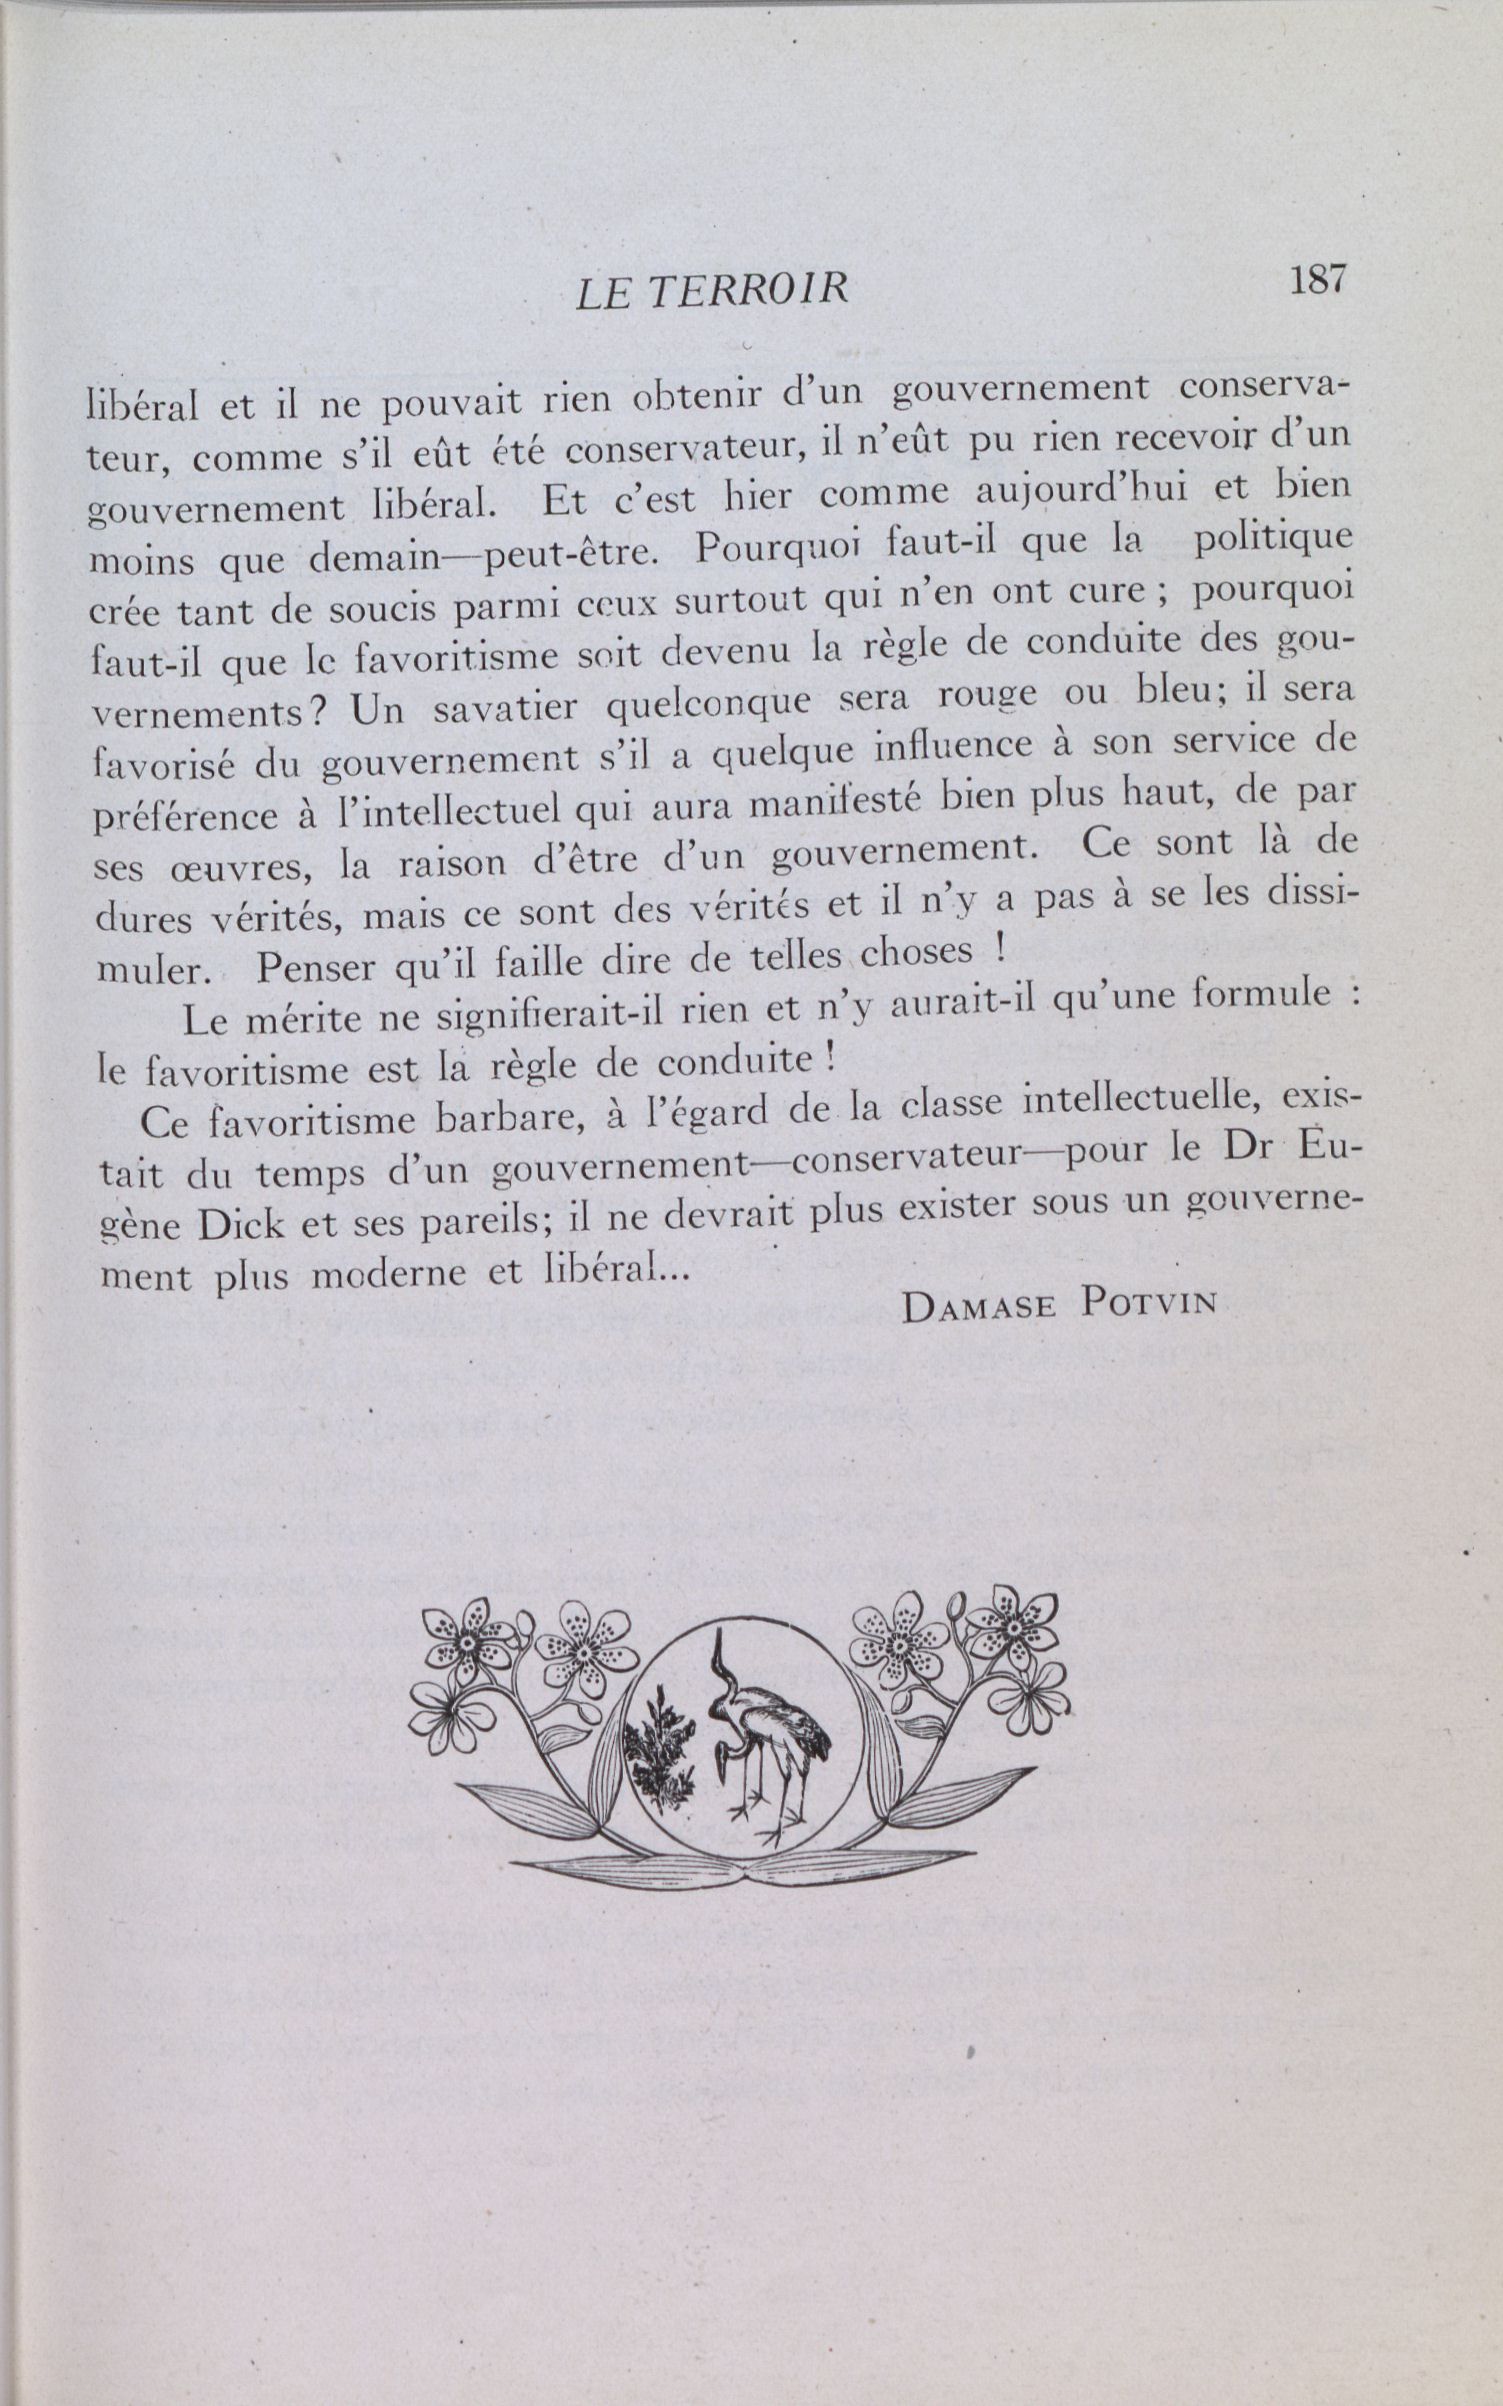 LE TERROIR
187
libéral et il ne pouvait rien obtenir d'un gouvernement conserva-
teur, comme s'il eût été conservateur, il n'eût pu rien recevoir d'un
gouvernement libéral. Et c'est hier comme aujourd'hui et bien
moins que demain—peut-être. Pourquoi faut-il que la politique
crée tant de soucis parmi ceux surtout qui n'en ont cure ; pourquoi
faut-il que le favoritisme soit devenu la règle de conduite des gou-
vernements? Un savatier quelconque sera rouge ou bleu; il sera
favorisé du gouvernement s'il a quelque influence à son service de
préférence à l'intellectuel qui aura manifesté bien plus haut, de par
ses œuvres, la raison d'être d'un gouvernement. Ce sont là de
dures vérités, mais ce sont des vérités et il n'y a pas à se les dissi-
muler. Penser qu'il faille dire de telles choses !
Le mérite ne signifierait-il rien et n'y aurait-il qu'une formule :
le favoritisme est la règle de conduite !
Ce favoritisme barbare, à l'égard de la classe intellectuelle, exis-
tait du temps d'un gouvernement—conservateur—pour le Dr Eu-
gène Dick et ses pareils; il ne devrait plus exister sous un gouverne-
ment plus moderne et libéral...
DAMASE POTVIN